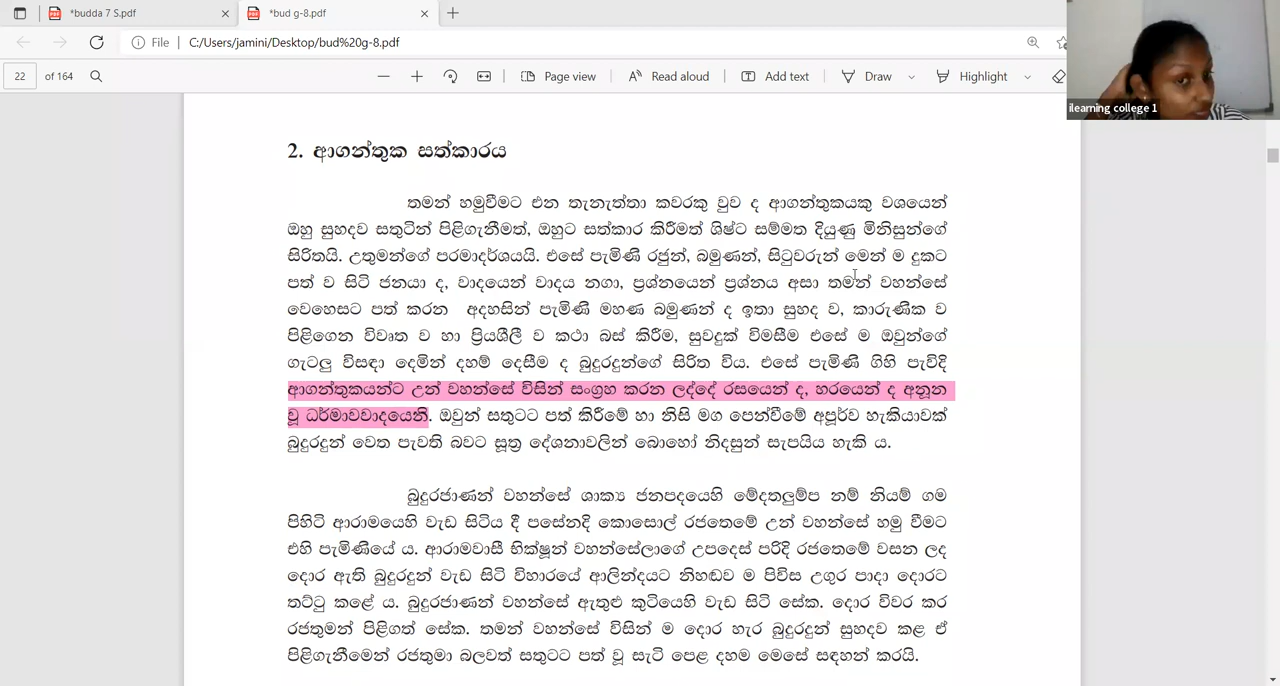 *budda 7 S.pdf
*bud g-8.pdf
File
C:/Users/jamini/Desktop/bud%20g-8.pdf
22 of 164
Page view
Read aloud
Add text
Draw
Highlight
ilearning college 1
2. ආගන්තුක සත්කාරය
තමන් හමුවීමට එන තැනැත්තා කවරකු වුව ද ආගන්තුකයකු වශයෙන්
ඔහු සුහදව සතුටින් පිළිගැනීමත්, ඔහුට සත්කාර කිරීමත් ශිෂ්ට සම්මත දියුණු මිනිසුන්ගේ
සිරිතයි. උතුමන්ගේ පරමාදර්ශයයි. එසේ පැමිණි රජුන්, බමුණන්, සිටුවරුන් මෙන් ම දුකට
පත් ව සිටි ජනයා ද, වාදයෙන් වාදය නගා, ප්‍රශ්නයෙන් ප්‍රශ්නය අසා තමන් වහන්සේ
වෙහෙසට පත් කරන අදහසින් පැමිණි මහණ බමුණන් ද ඉතා සුහද ව, කාරුණික ව
පිළිගෙන විවෘත ව හා ප්‍රියශීලී ව කථා බස් කිරීම, සුවදුක් විමසීම එසේ ම ඔවුන්ගේ
ගැටලු විසඳා දෙමින් දහම් දෙසීම ද බුදුරදුන්ගේ සිරිත විය. එසේ පැමිණි ගිහි පැවිදි
ආගන්තුකයන්ට උන් වහන්සේ විසින් සංග්‍රහ කරන ලද්දේ රසයෙන් ද, හරයෙන් ද අනූන
වූ ධර්මාවවාදයෙනි. ඔවුන් සතුටට පත් කිරීමේ හා නිසි මග පෙන්වීමේ අපූර්ව හැකියාවක්
බුදුරදුන් වෙත පැවති බවට සූත්‍ර දේශනාවලින් බොහෝ නිදසුන් සැපයිය හැකි ය.
බුදුරජාණන් වහන්සේ ශාක්‍ය ජනපදයෙහි මේදතලුම්ප නම් නියම් ගම
පිහිටි ආරාමයෙහි වැඩ සිටිය දී පසේනදි කොසොල් රජතෙමේ උන් වහන්සේ හමු වීමට
එහි පැමිණියේ ය. ආරාමවාසී භික්ෂූන් වහන්සේලාගේ උපදෙස් පරිදි රජතෙමේ වසන ලද
දොර ඇති බුදුරදුන් වැඩ සිටි විහාරයේ ආලින්දයට නිහඬව ම පිවිස උගුර පාදා දොරට
තට්ටු කළේ ය. බුදුරජාණන් වහන්සේ ඇතුළු කුටියෙහි වැඩ සිටි සේක. දොර විවර කර
රජතුමන් පිළිගත් සේක. තමන් වහන්සේ විසින් ම දොර හැර බුදුරදුන් සුහදව කළ ඒ
පිළිගැනීමෙන් රජතුමා බලවත් සතුටට පත් වූ සැටි පෙළ දහම මෙසේ සඳහන් කරයි.